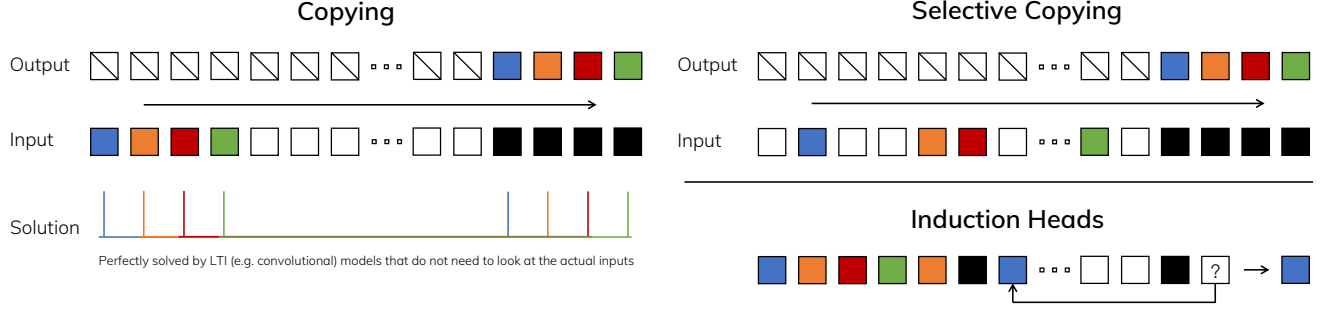 Copying
Output
Input
Solution
Perfectly solved by LTI (e.g. convolutional) models that do not need to look at the actual inputs
Selective Copying
Output
Input
Induction Heads
?